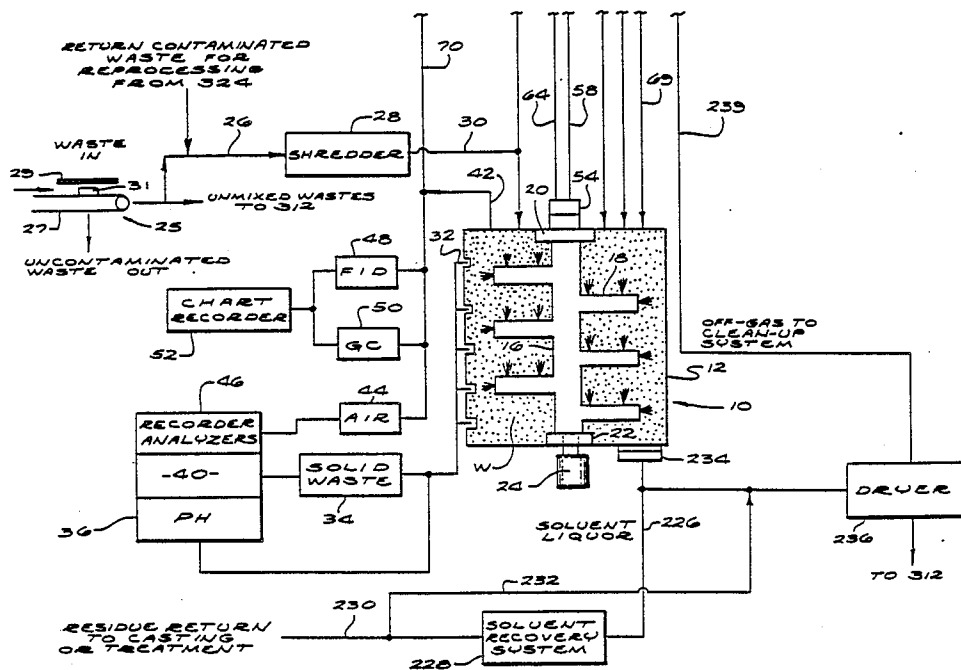 RETURN CONTAMINATED
WASTE FOR
REPROCESSING
FROM 324
70
64
58
69
239
26
28
SHREDDER
30
WASTE
IN
29
31
27
25
UNMIXED WASTES
TO 312
UNCONTAMINATED
WASTE OUT
42
20
54
32
48
FID
18
CHART
RECORDER
52
50
GC
16
OFF-GAS TO
CLEAN-UP
SYSTEM
12
10
46
44
AIR
RECORDER
ANALYZERS
-40-
PH
36
SOLID
WASTE
34
W
22
24
234
DRYER
236
TO 312
SOLVENT
LIQUOR
226
232
RESIDUE RETURN
TO CASTING
OR TREATMENT
230
SOLVENT
RECOVERY
SYSTEM
228